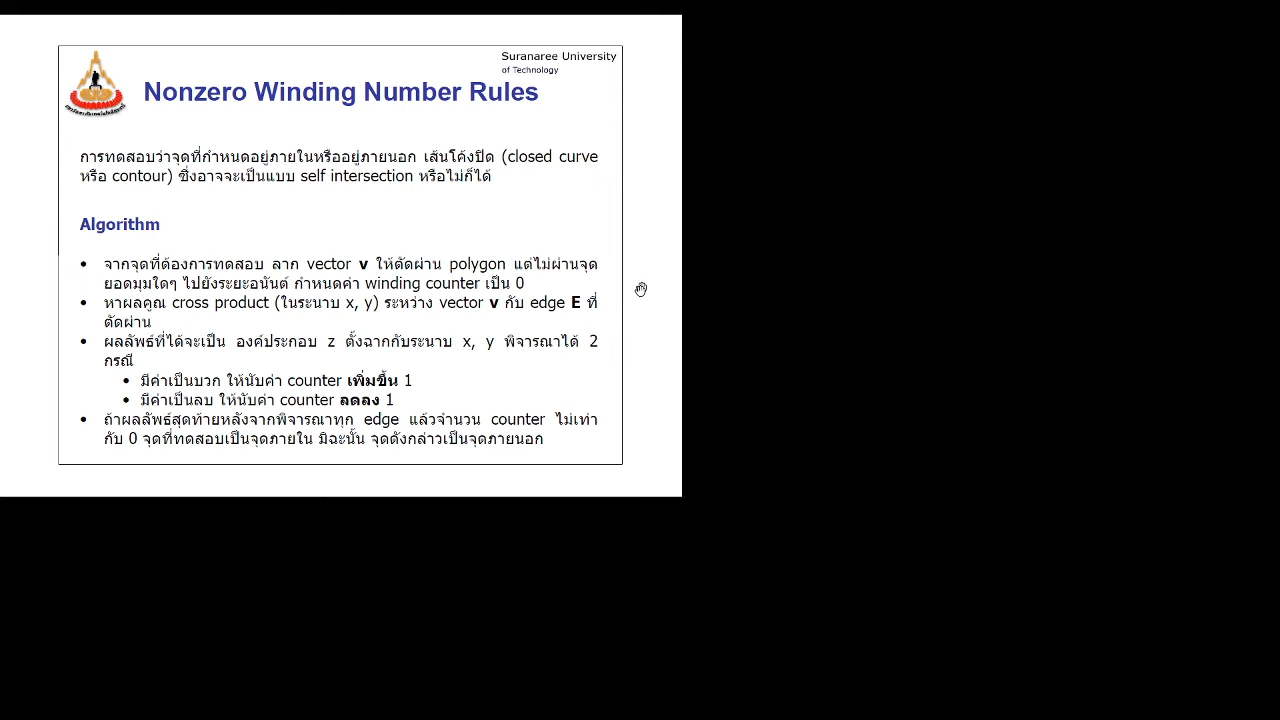 Suranaree University
of Technology
Nonzero Winding Number Rules
การทดสอบว่าจุดที่กำหนดอยู่ภายในหรืออยู่ภายนอก เส้นโค้งปิด (closed curve
หรือ contour) ซึ่งอาจจะเป็นแบบ self intersection หรือไม่ก็ได้
Algorithm
• จากจุดที่ต้องการทดสอบ ลาก vector v ให้ตัดผ่าน polygon แต่ไม่ผ่านจุด
ยอดมุมใดๆ ไปยังระยะอนันต์ กำหนดค่า winding counter เป็น 0
• หาผลคูณ cross product (ในระนาบ x, y) ระหว่าง vector v กับ edge E ที่
ตัดผ่าน
• ผลลัพธ์ที่ได้จะเป็น องค์ประกอบ z ตั้งฉากกับระนาบ x, y พิจารณาได้ 2
กรณี
• มีค่าเป็นบวก ให้นับค่า counter เพิ่มขึ้น 1
• มีค่าเป็นลบ ให้นับค่า counter ลดลง 1
• ถ้าผลลัพธ์สุดท้ายหลังจากพิจารณาทุก edge แล้วจำนวน counter ไม่เท่า
กับ 0 จุดที่ทดสอบเป็นจุดภายใน มิฉะนั้น จุดดังกล่าวเป็นจุดภายนอก